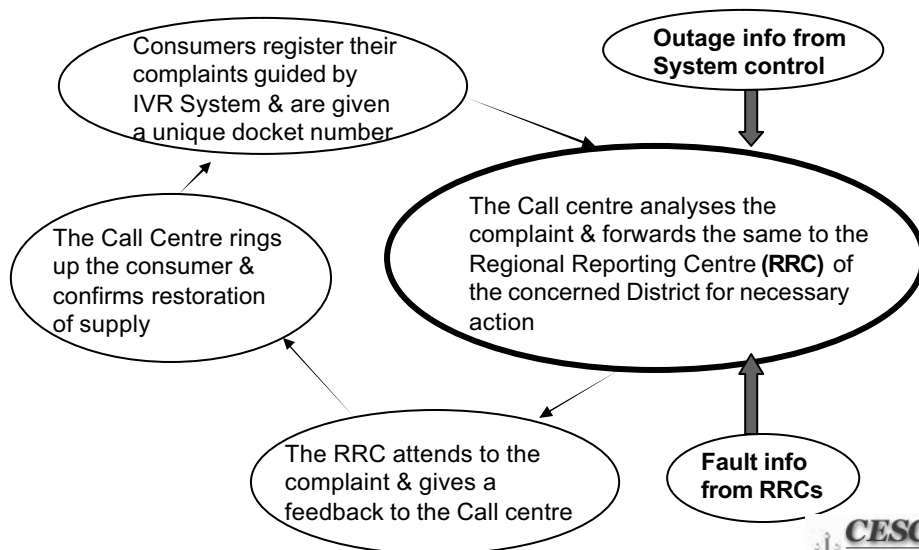 Consumers register their
complaints guided by
IVR System & are given
a unique docket number
Outage info from
System control
The Call centre analyses the
complaint & forwards the same to the
Regional Reporting Centre (RRC) of
the concerned District for necessary
action
The Call Centre rings
up the consumer &
confirms restoration
of supply
The RRC attends to the
complaint & gives a
feedback to the Call centre
Fault info
from RRCs
CESC